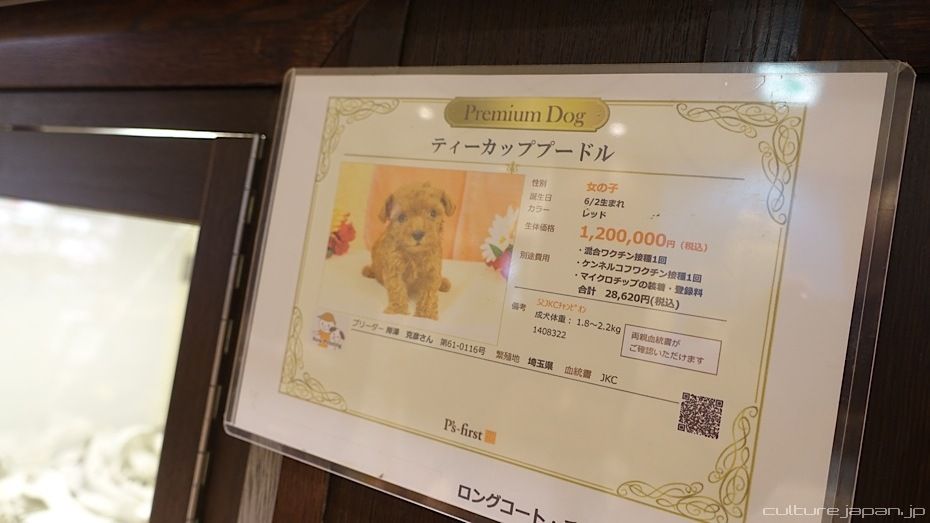 Premium Dog
ティーカッププードル
性別 女の子
誕生日 6/2生まれ
カラー レッド
生体価格 1,200,000円(税込)
別途費用 ・混合ワクチン接種1回
・ケンネルコフワクチン接種1回
・マイクロチップの装着・登録料
合計 28,620円(税込)
備考 父JKCﾁｬﾝﾋﾟｵﾝ
成犬体重： 1.8～2.2kg
1408322
両親血統書が
ご確認いただけます
ブリーダー 克彦さん 第61-0116号 繁殖地 埼玉県 血統書 JKC
P's-first
ロングコート・
culture.japan.jp